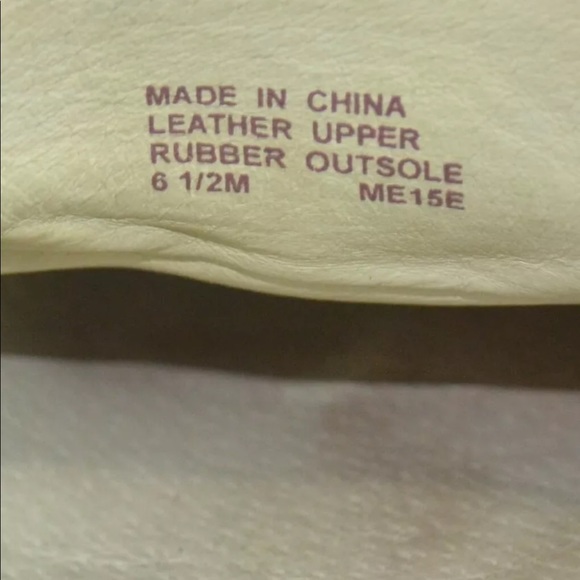 MADE IN CHINA
LEATHER UPPER
RUBBER OUTSOLE
6 1/2M ME15E